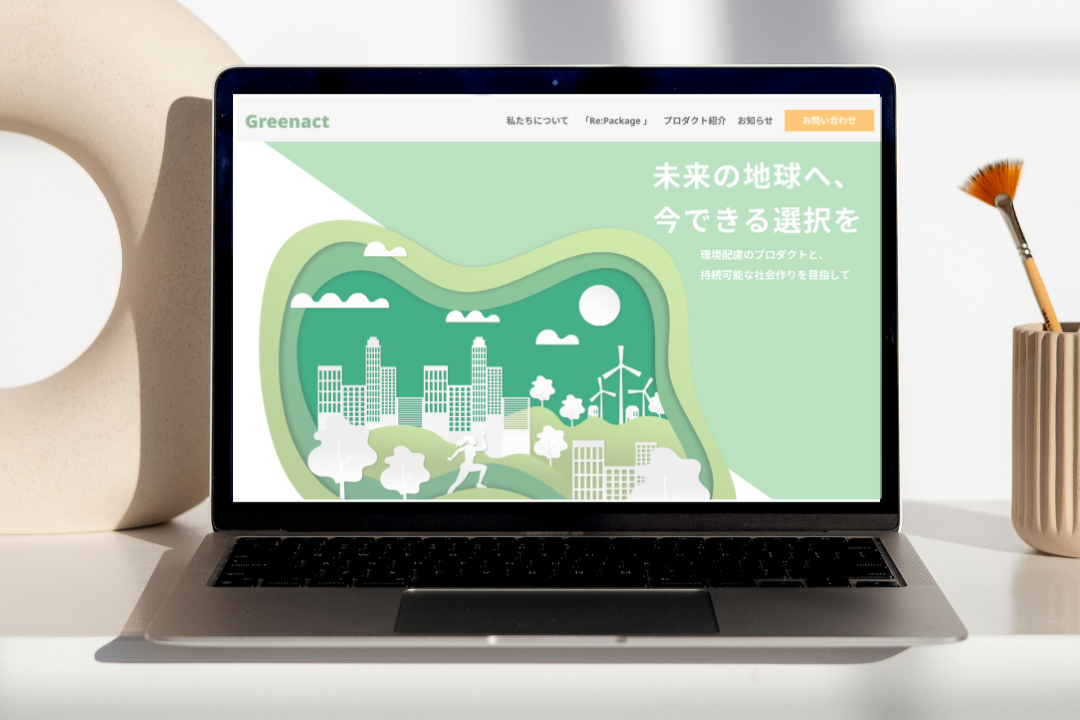 Greenact
私たちについて
「Re:Package 」
プロダクト紹介
お知らせ
お問い合わせ
未来の地球へ、
今できる選択を
環境配慮のプロダクトと、
持続可能な社会作りを目指して